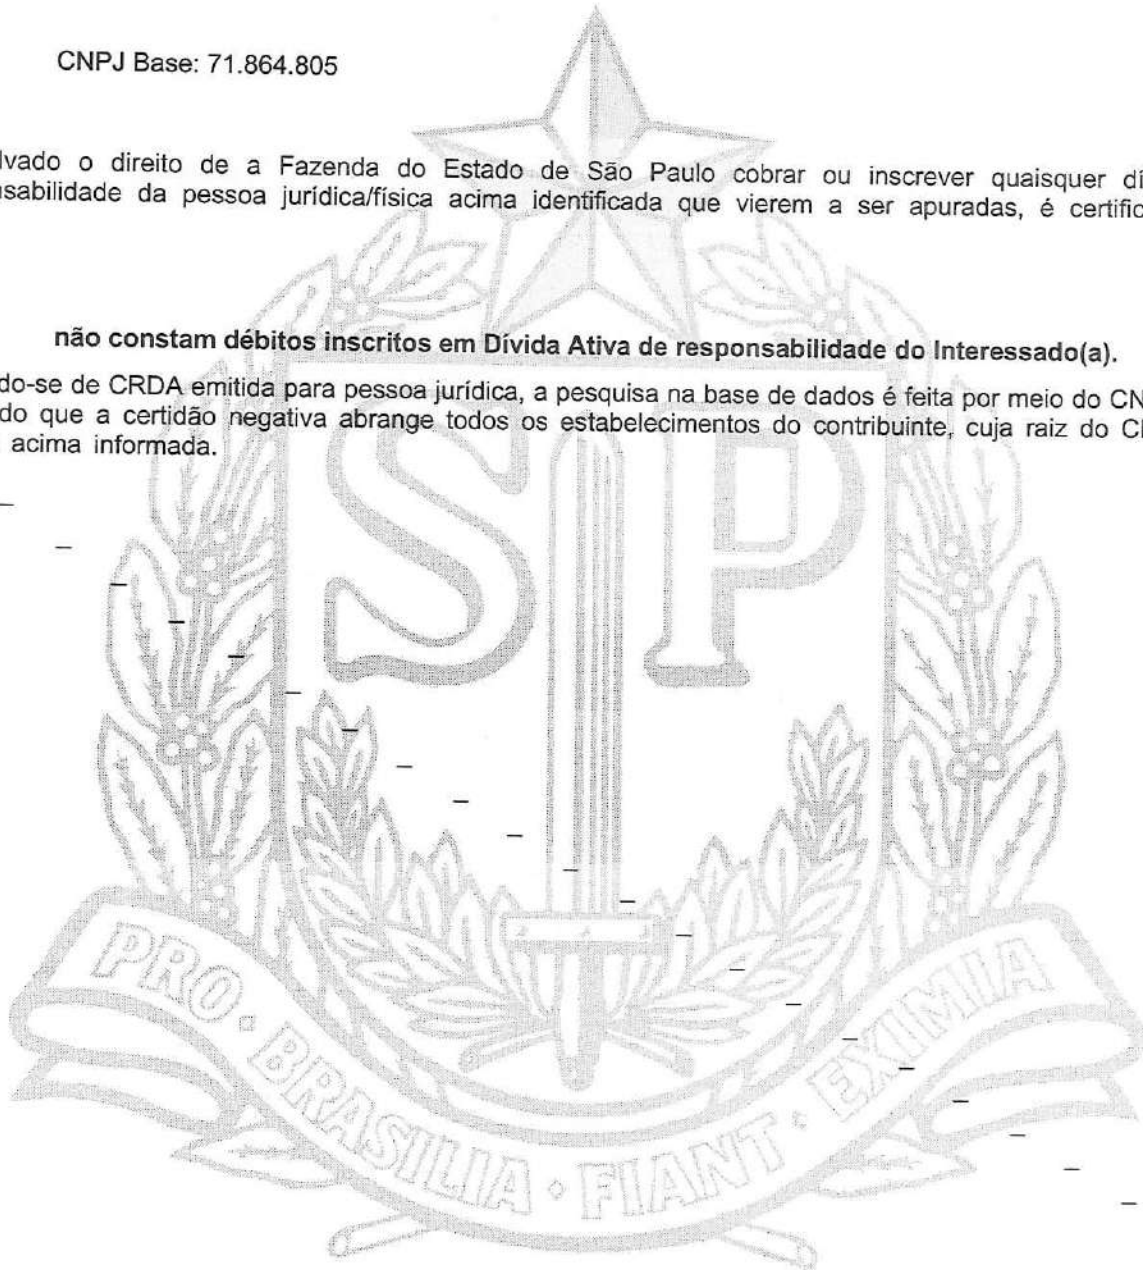 CNPJ Base: 71.864.805
lvado o direito de a Fazenda do Estado de São Paulo cobrar ou inscrever quaisquer dí
nsabilidade da pessoa jurídica/física acima identificada que vierem a ser apuradas, é certific
não constam débitos inscritos em Dívida Ativa de responsabilidade do Interessado(a).
do-se de CRDA emitida para pessoa jurídica, a pesquisa na base de dados é feita por meio do CN
do que a certidão negativa abrange todos os estabelecimentos do contribuinte, cuja raiz do C
acima informada.
SP
PRO · BRASILIA · FIANT · EXIMIA